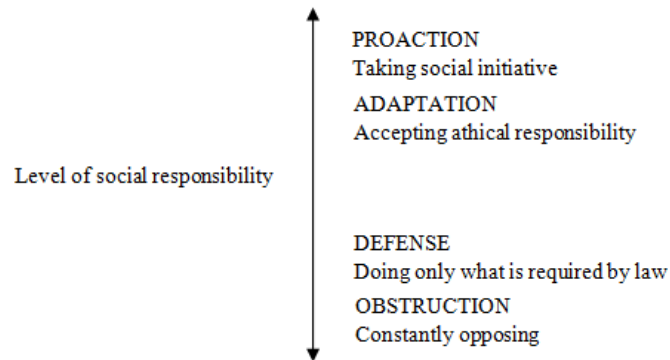 PROACTION
Taking social initiative
ADAPTATION
Accepting athical responsibility
Level of social responsibility
DEFENSE
Doing only what is required by law
OBSTRUCTION
Constantly opposing